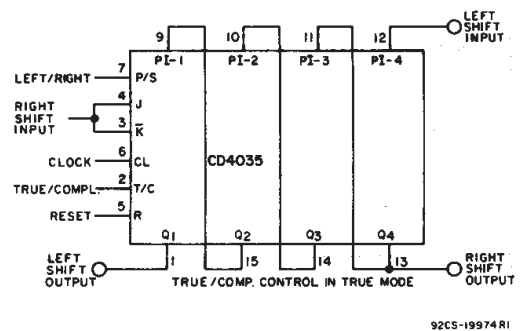 LEFT
SHIFT
INPUT
9 10 11 12
PI-1 PI-2 PI-3 PI-4
LEFT/RIGHT 7 P/S
RIGHT
SHIFT
INPUT
4 J
3 K̅
CLOCK 6 CL
CD4035
TRUE/COMPL. 2 T/C
RESET 5 R
Q1 Q2 Q3 Q4
LEFT
SHIFT
OUTPUT
1 15 14 13
RIGHT
SHIFT
OUTPUT
TRUE/COMP. CONTROL IN TRUE MODE
92CS-19974RI